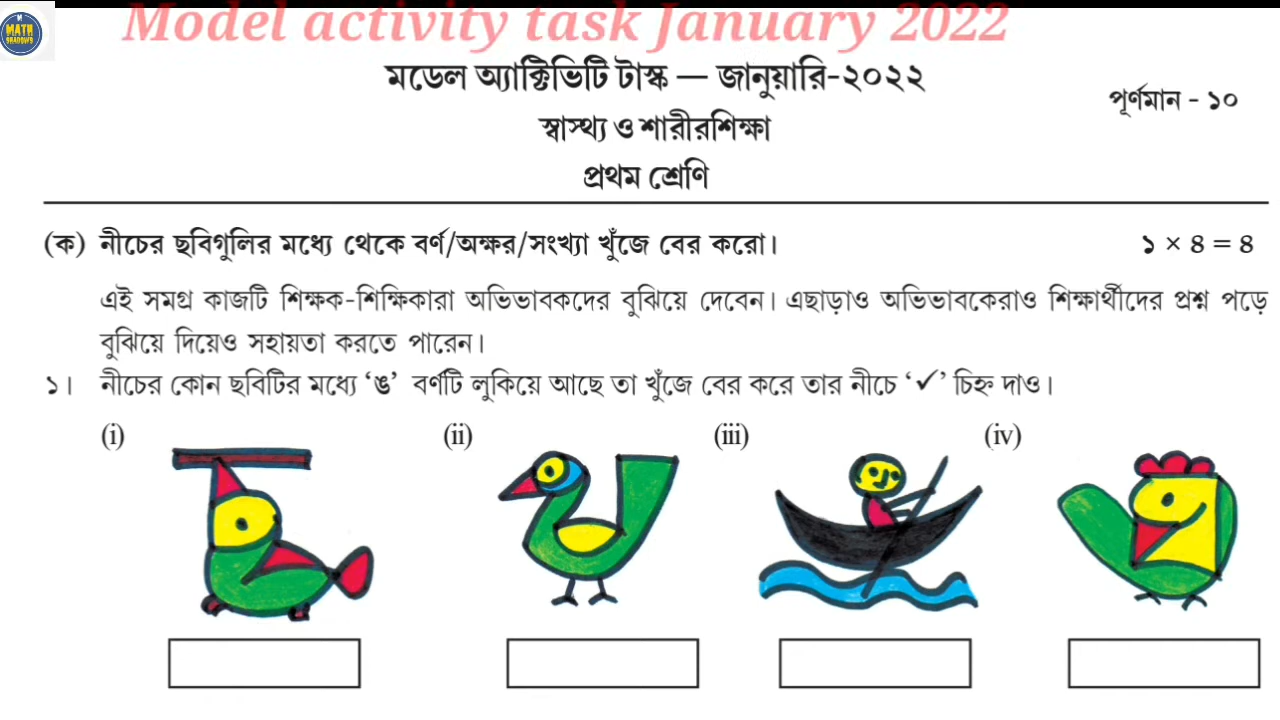 M
MATH
SHADOWS
Model activity task January 2022
মডেল অ্যাক্টিভিটি টাস্ক — জানুয়ারি-২০২২
পূর্ণমান - ১০
স্বাস্থ্য ও শারীরশিক্ষা
প্রথম শ্রেণি
(ক) নীচের ছবিগুলির মধ্যে থেকে বর্ণ/অক্ষর/সংখ্যা খুঁজে বের করো। ১ × ৪ = ৪
এই সমগ্র কাজটি শিক্ষক-শিক্ষিকারা অভিভাবকদের বুঝিয়ে দেবেন। এছাড়াও অভিভাবকেরাও শিক্ষার্থীদের প্রশ্ন পড়ে
বুঝিয়ে দিয়েও সহায়তা করতে পারেন।
১। নীচের কোন ছবিটির মধ্যে ‘ঙ’ বর্ণটি লুকিয়ে আছে তা খুঁজে বের করে তার নীচে ‘✓’ চিহ্ন দাও।
(i) (ii) (iii) (iv)